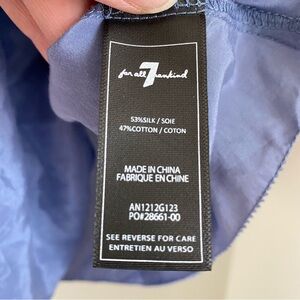 for all 7 mankind
53%SILK / SOIE
47%COTTON / COTON
MADE IN CHINA
FABRIQUE EN CHINE
AN1212G123
PO#28661-00
SEE REVERSE FOR CARE
ENTRETIEN AU VERSO